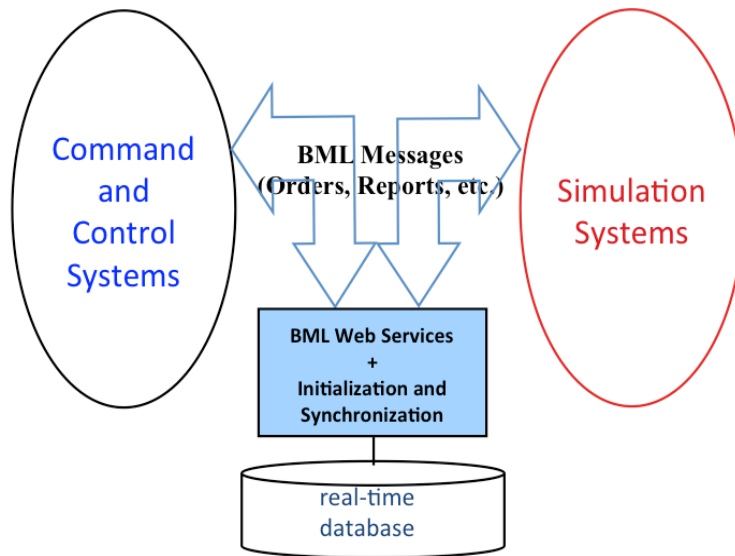 Command
and
Control
Systems
BML Messages
(Orders, Reports, etc.)
Simulation
Systems
BML Web Services
+
Initialization and
Synchronization
real-time
database